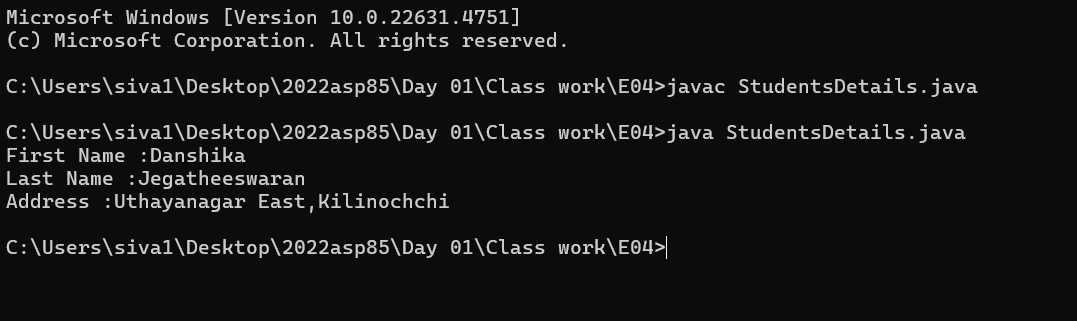 Microsoft Windows [Version 10.0.22631.4751]
(c) Microsoft Corporation. All rights reserved.
C:\Users\siva1\Desktop\2022asp85\Day 01\Class work\E04>javac StudentsDetails.java
C:\Users\siva1\Desktop\2022asp85\Day 01\Class work\E04>java StudentsDetails.java
First Name :Danshika
Last Name :Jegatheeswaran
Address :Uthayanagar East,Kilinochchi
C:\Users\siva1\Desktop\2022asp85\Day 01\Class work\E04>